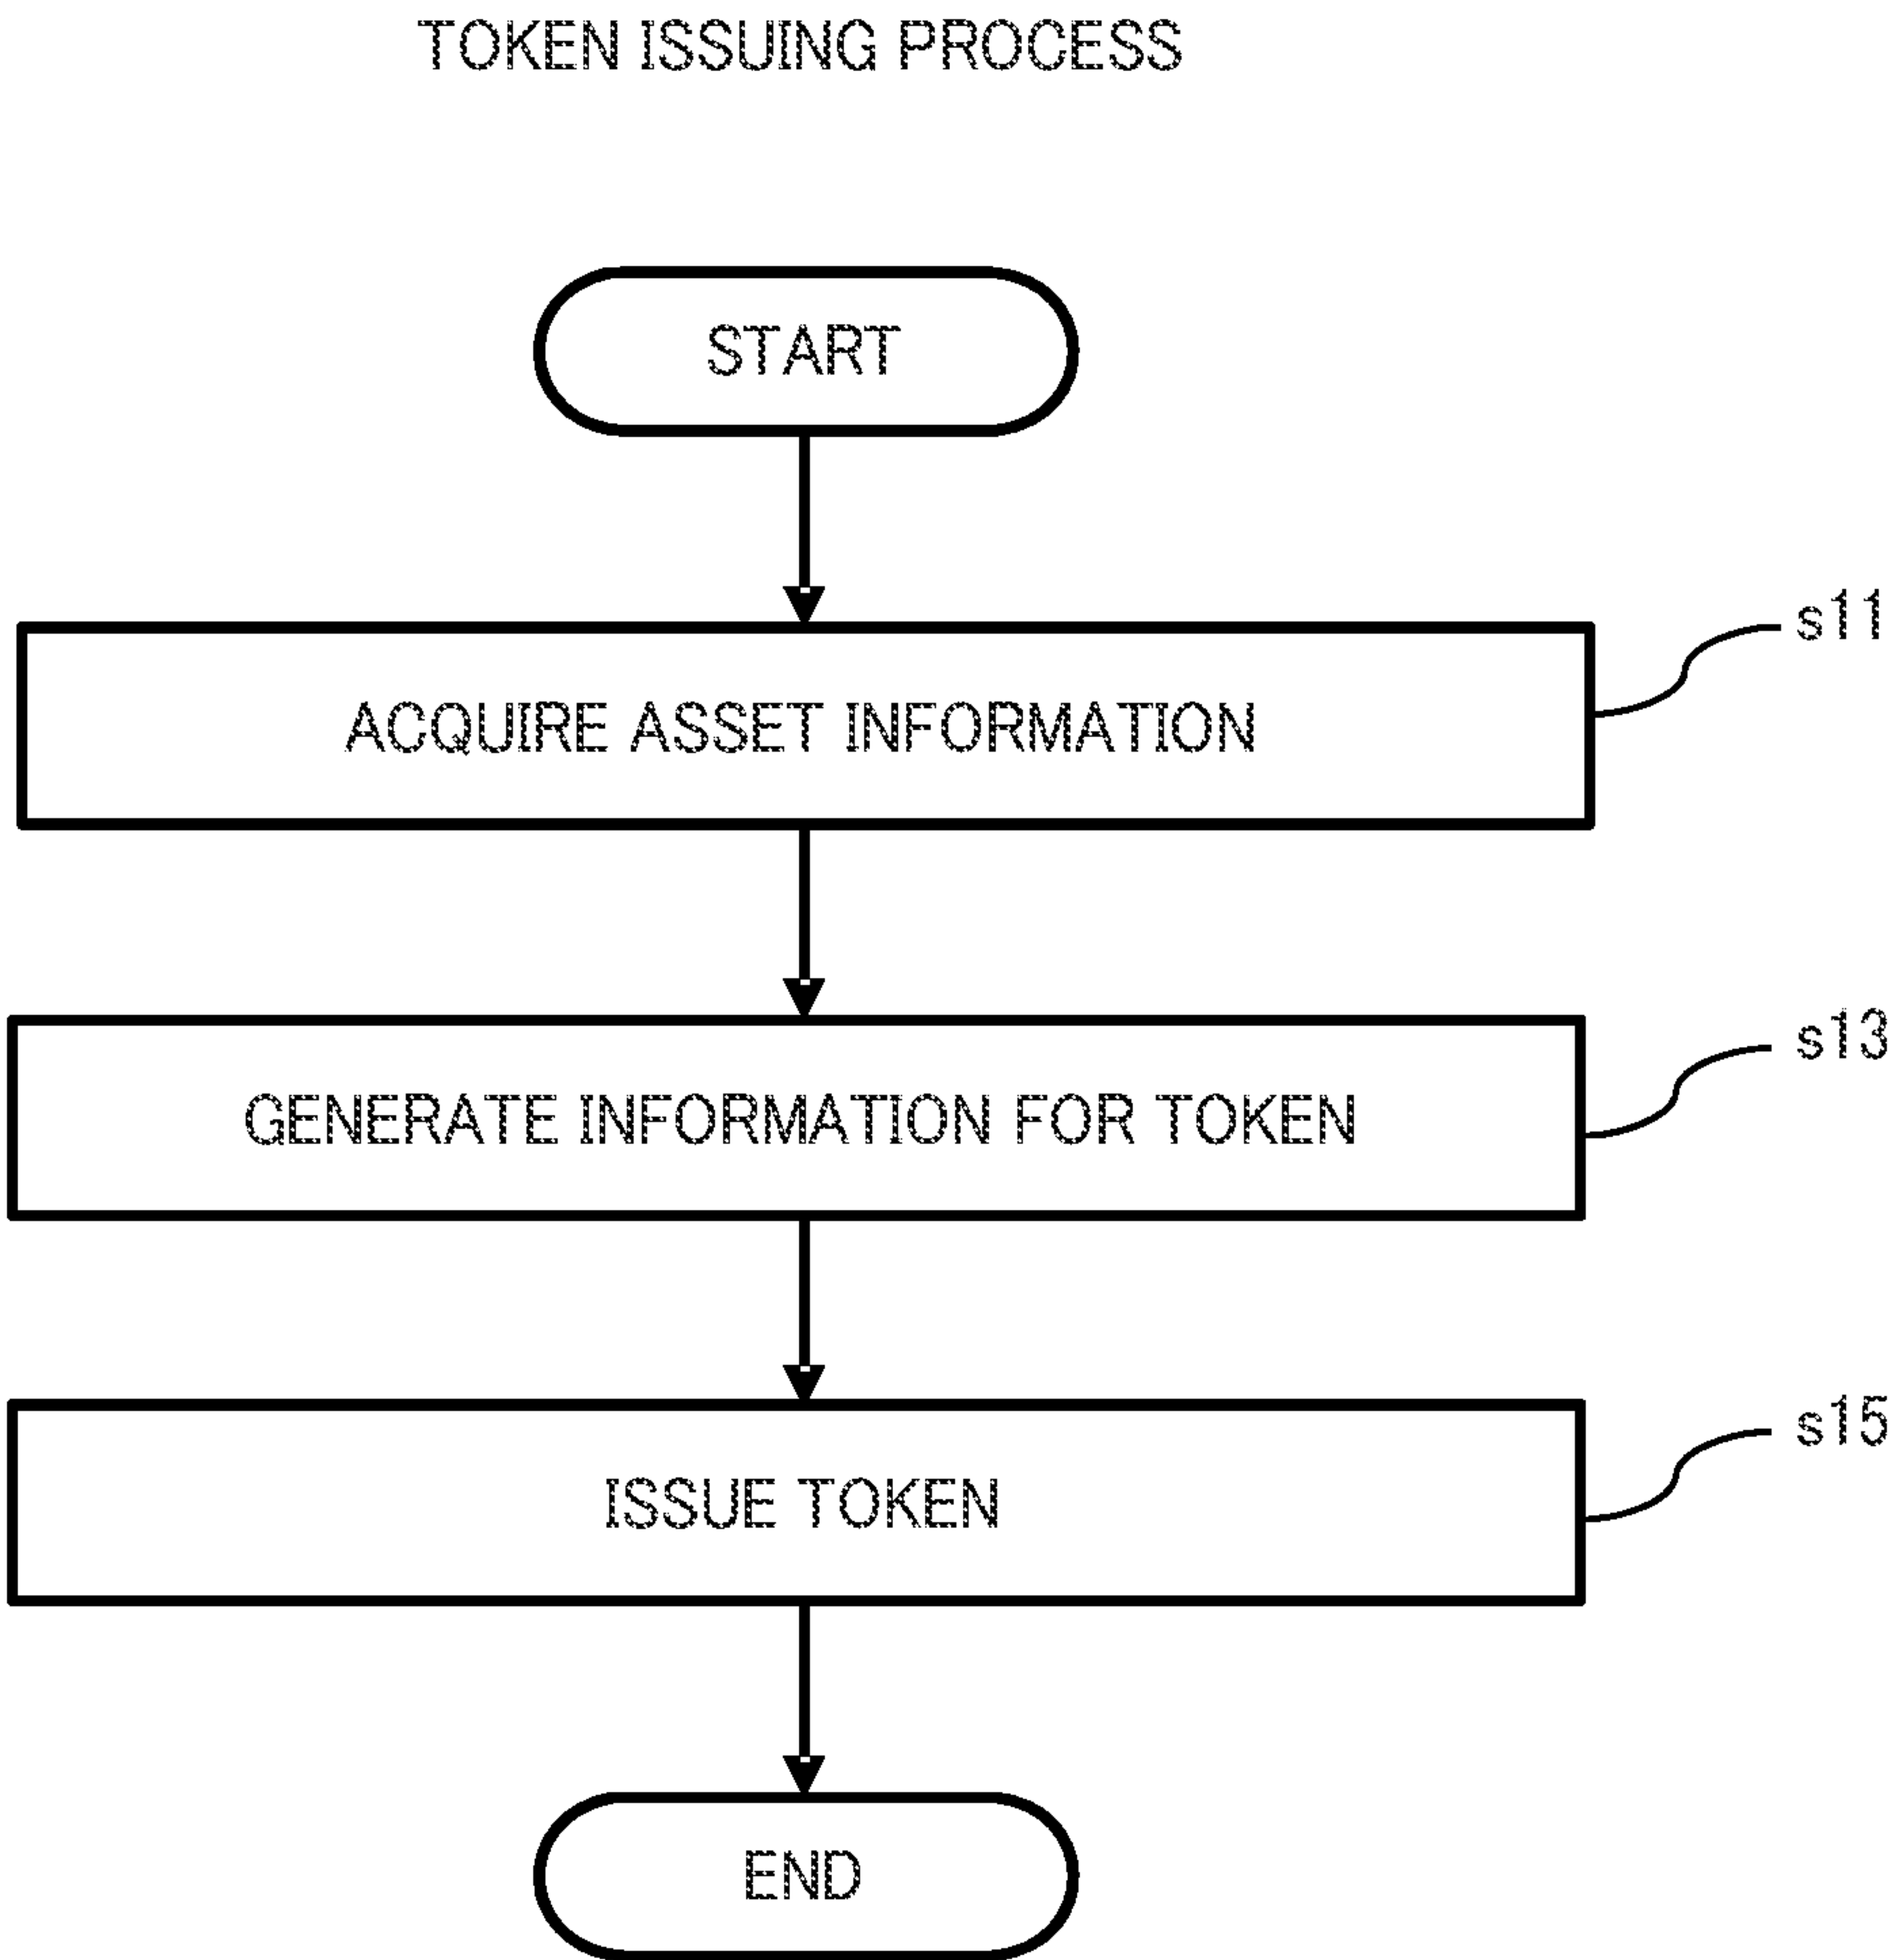 TOKEN ISSUING PROCESS
START
s11
ACQUIRE ASSET INFORMATION
s13
GENERATE INFORMATION FOR TOKEN
s15
ISSUE TOKEN
END